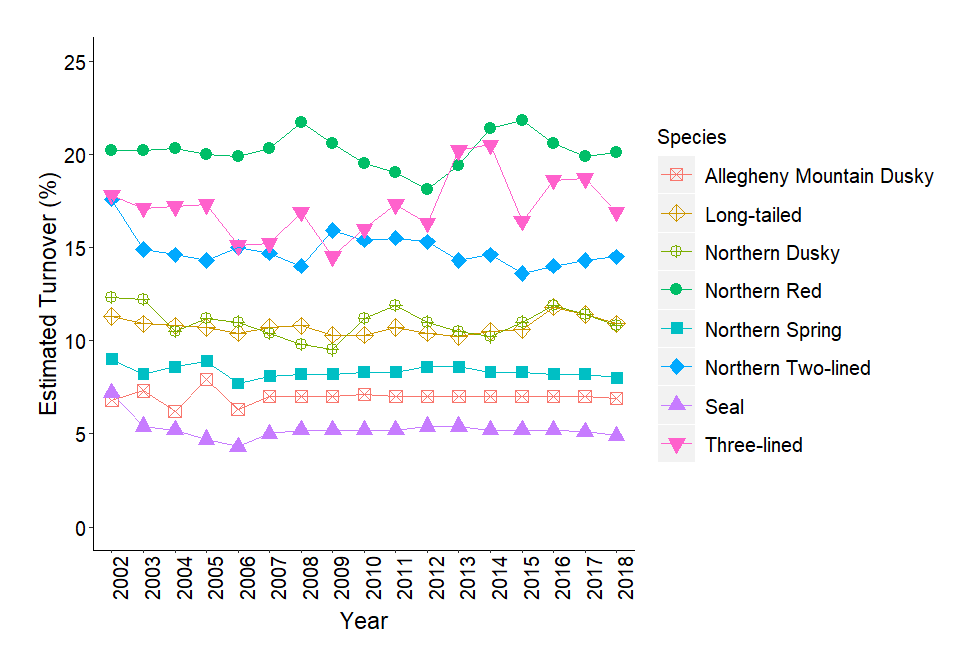 25
20
15
10
5
0
Estimated Turnover (%)
2002
2003
2004
2005
2006
2007
2008
2009
2010
2011
2012
2013
2014
2015
2016
2017
2018
Year
Species
Allegheny Mountain Dusky
Long-tailed
Northern Dusky
Northern Red
Northern Spring
Northern Two-lined
Seal
Three-lined